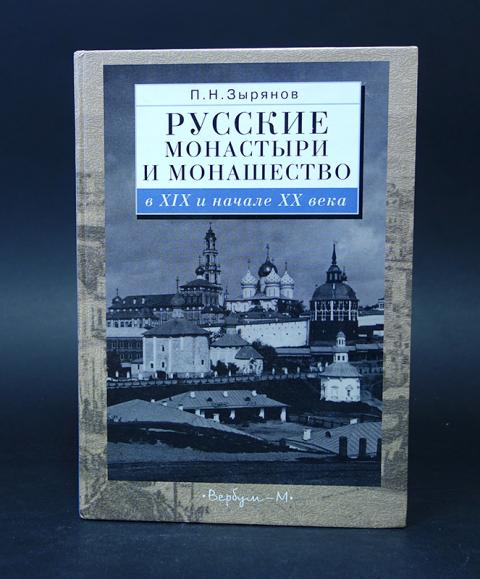 П.Н.Зырянов
РУССКИЕ
МОНАСТЫРИ
И МОНАШЕСТВО
в XIX и начале XX века
·Вербум–М·